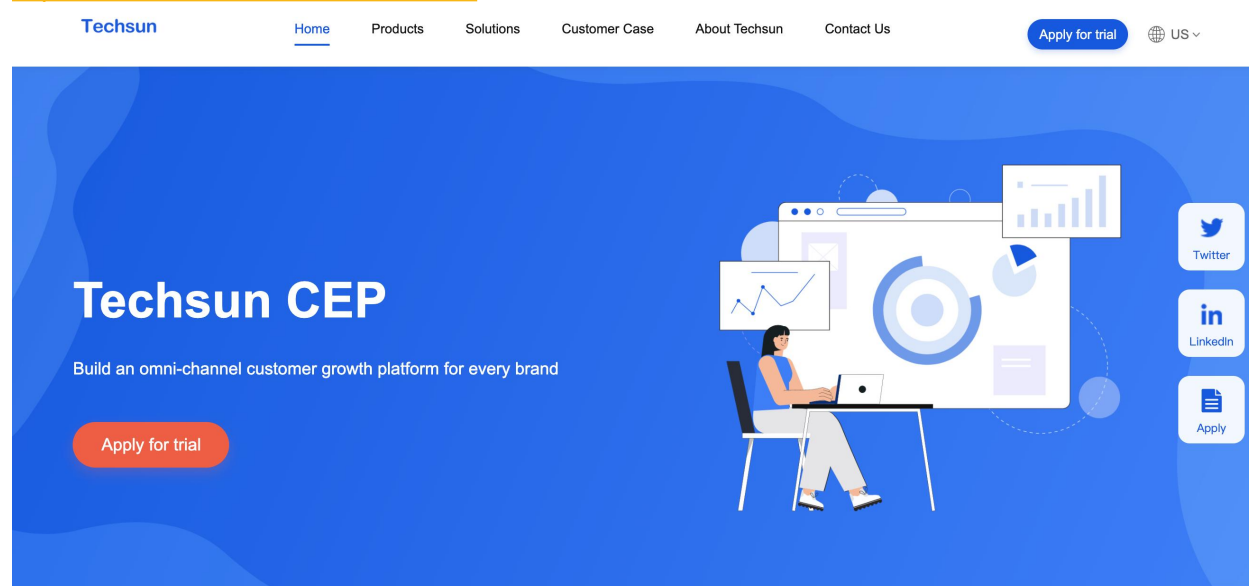 Techsun
Home Products Solutions Customer Case About Techsun Contact Us Apply for trial US
Techsun CEP
Build an omni-channel customer growth platform for every brand
Apply for trial
Twitter
LinkedIn
Apply